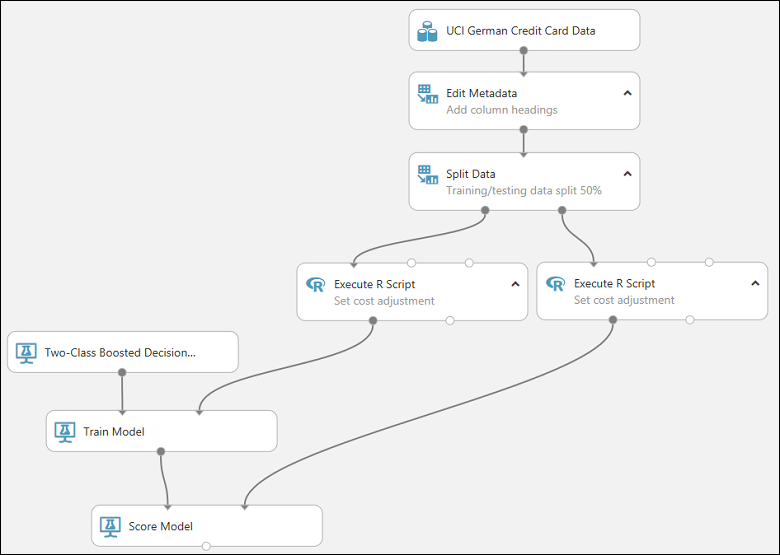 UCI German Credit Card Data
Edit Metadata
Add column headings
Split Data
Training/testing data split 50%
Execute R Script
Set cost adjustment
Execute R Script
Set cost adjustment
Two-Class Boosted Decision...
Train Model
Score Model